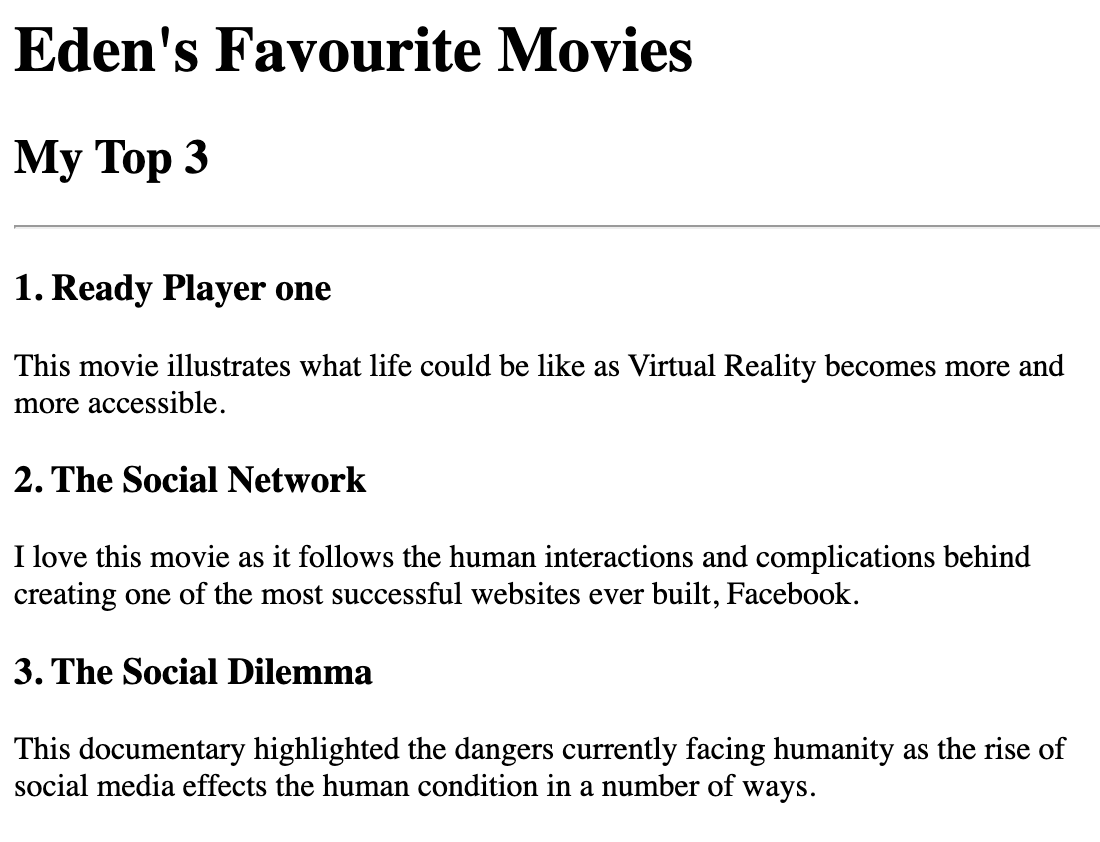 Eden's Favourite Movies
My Top 3
1. Ready Player one
This movie illustrates what life could be like as Virtual Reality becomes more and
more accessible.
2. The Social Network
I love this movie as it follows the human interactions and complications behind
creating one of the most successful websites ever built, Facebook.
3. The Social Dilemma
This documentary highlighted the dangers currently facing humanity as the rise of
social media effects the human condition in a number of ways.